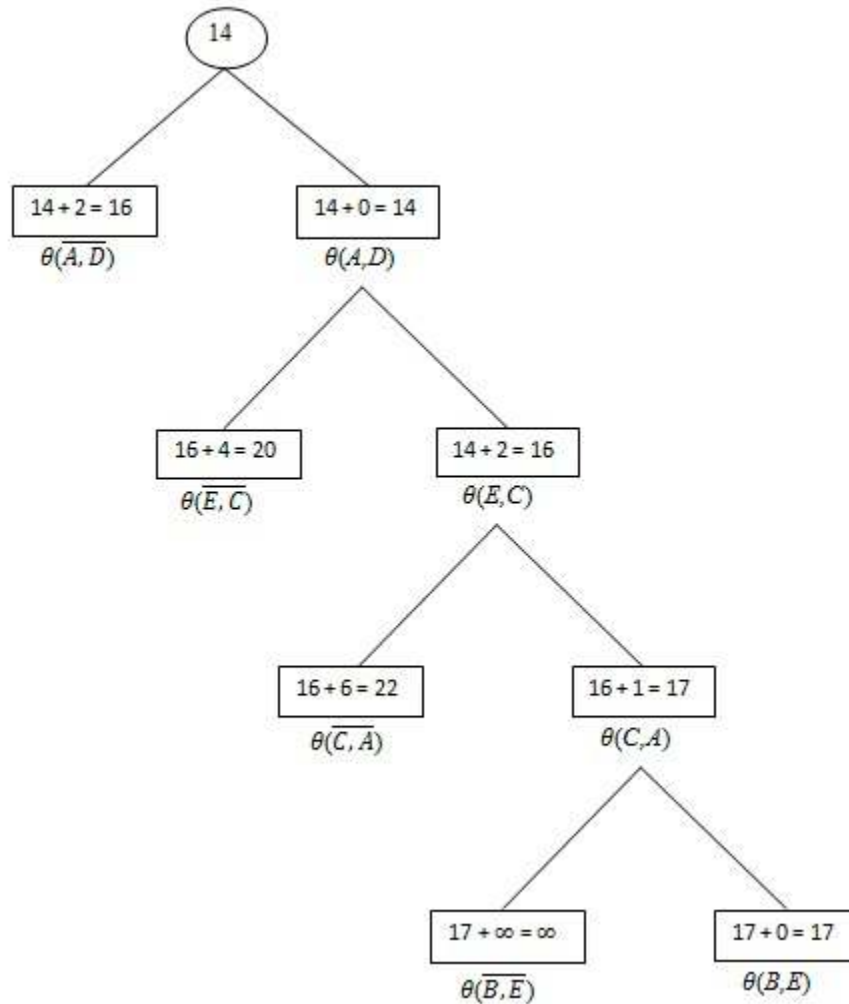 14
14 + 2 = 16
14 + 0 = 14
θ(A̅,̅ ̅D̅)
θ(A,D)
16 + 4 = 20
14 + 2 = 16
θ(E̅,̅ ̅C̅)
θ(E,C)
16 + 6 = 22
16 + 1 = 17
θ(C̅,̅ ̅A̅)
θ(C,A)
17 + ∞ = ∞
17 + 0 = 17
θ(B̅,̅ ̅E̅)
θ(B,E)